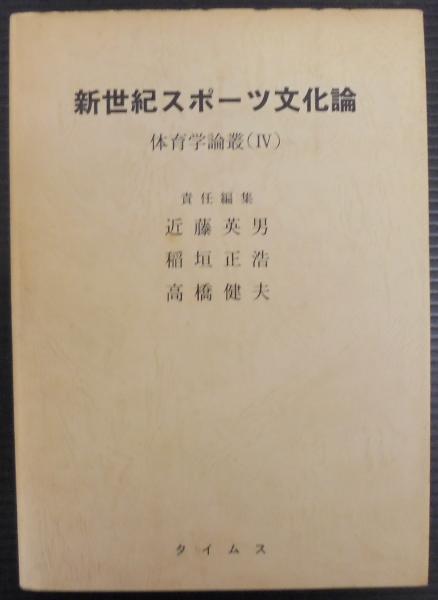 新世紀スポーツ文化論
体育学論叢(Ⅳ)
責任編集
近藤英男
稲垣正浩
高橋健夫
タイムス